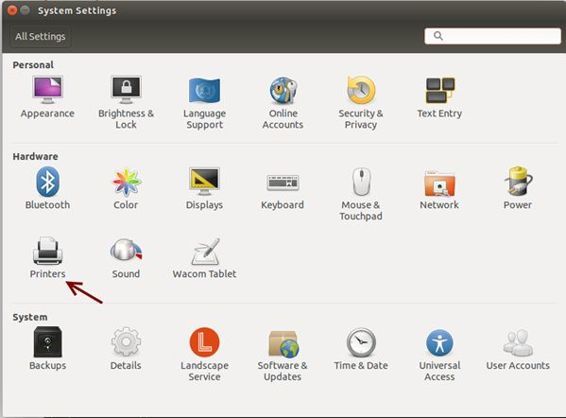 System Settings
All Settings
Personal
Appearance
Brightness &
Lock
Language
Support
Online
Accounts
Security &
Privacy
Text Entry
Hardware
Bluetooth
Color
Displays
Keyboard
Mouse &
Touchpad
Network
Power
Printers
Sound
Wacom Tablet
System
Backups
Details
Landscape
Service
Software &
Updates
Time & Date
Universal
Access
User Accounts